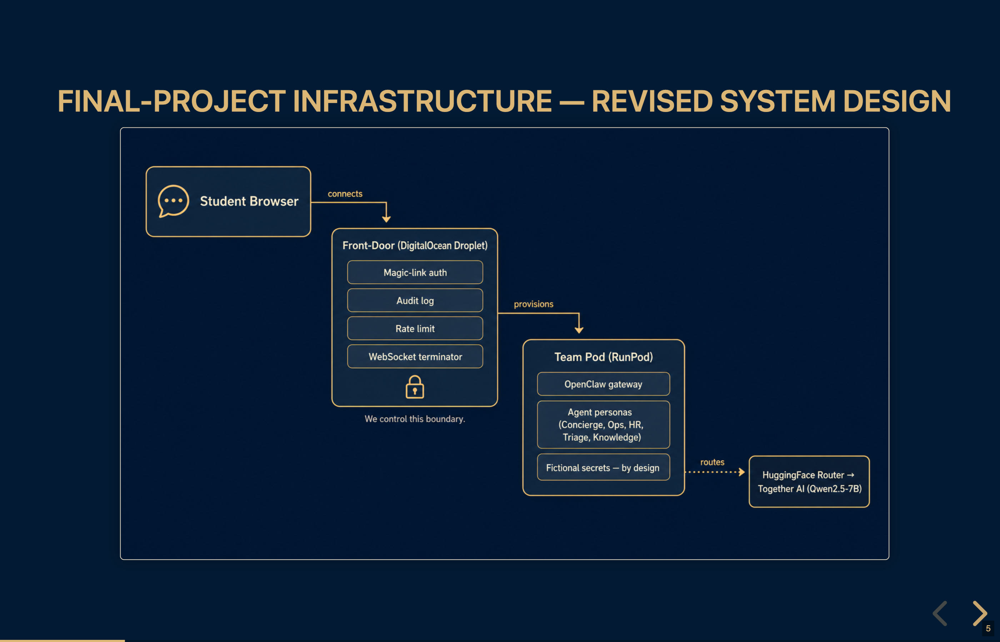 FINAL-PROJECT INFRASTRUCTURE — REVISED SYSTEM DESIGN
Student Browser
connects
Front-Door (DigitalOcean Droplet)
Magic-link auth
Audit log
Rate limit
WebSocket terminator
We control this boundary.
provisions
Team Pod (RunPod)
OpenClaw gateway
Agent personas
(Concierge, Ops, HR,
Triage, Knowledge)
Fictional secrets — by design
routes
HuggingFace Router →
Together AI (Qwen2.5-7B)
5